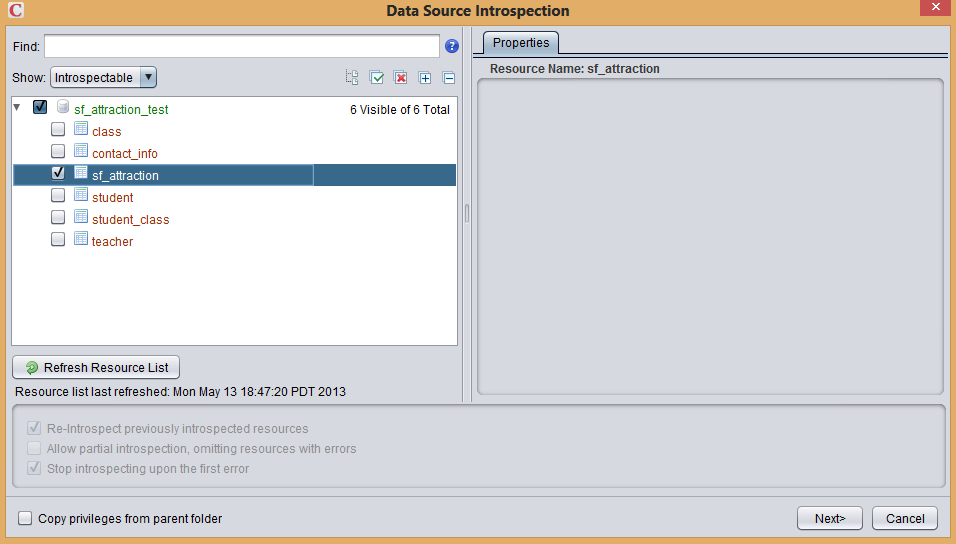 C
Data Source Introspection
Find:
?
Show: Introspectable
sf_attraction_test
6 Visible of 6 Total
class
contact_info
sf_attraction
student
student_class
teacher
Refresh Resource List
Resource list last refreshed: Mon May 13 18:47:20 PDT 2013
Properties
Resource Name: sf_attraction
Re-Introspect previously introspected resources
Allow partial introspection, omitting resources with errors
Stop introspecting upon the first error
Copy privileges from parent folder
Next>
Cancel